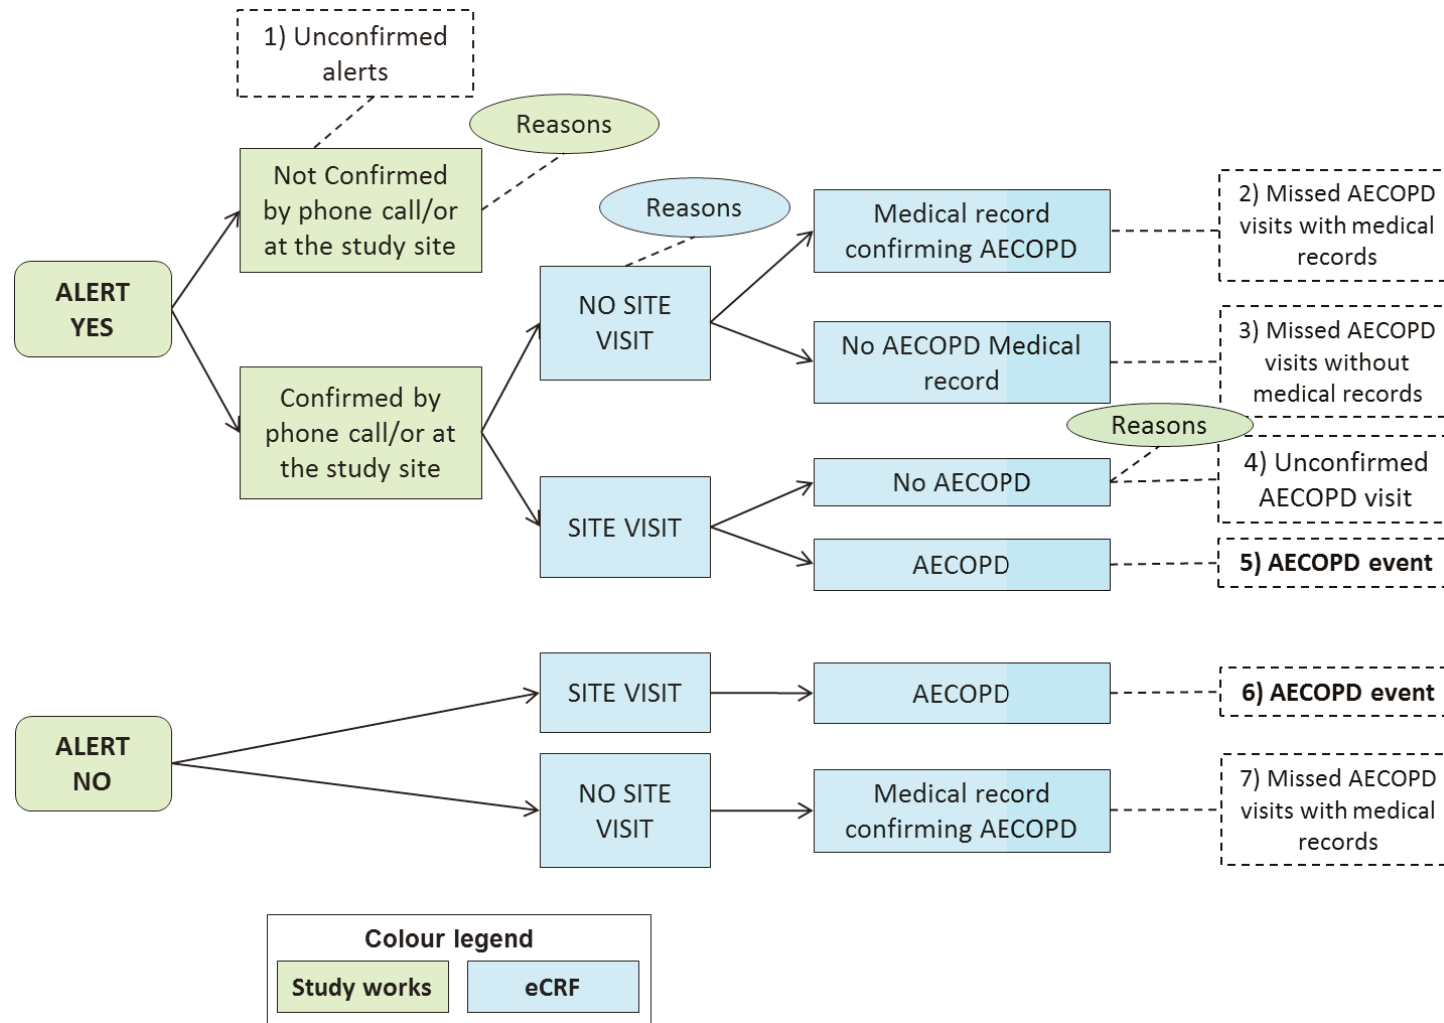 1) Unconfirmed
alerts
Reasons
Not Confirmed
by phone call/or
at the study site
Reasons
Medical record
confirming AECOPD
2) Missed AECOPD
visits with medical
records
ALERT
YES
NO SITE
VISIT
No AECOPD Medical
record
3) Missed AECOPD
visits without
medical records
Confirmed by
phone call/or at
the study site
Reasons
SITE VISIT
No AECOPD
4) Unconfirmed
AECOPD visit
AECOPD
5) AECOPD event
SITE VISIT
AECOPD
6) AECOPD event
ALERT
NO
NO SITE
VISIT
Medical record
confirming AECOPD
7) Missed AECOPD
visits with medical
records
Colour legend
Study works
eCRF